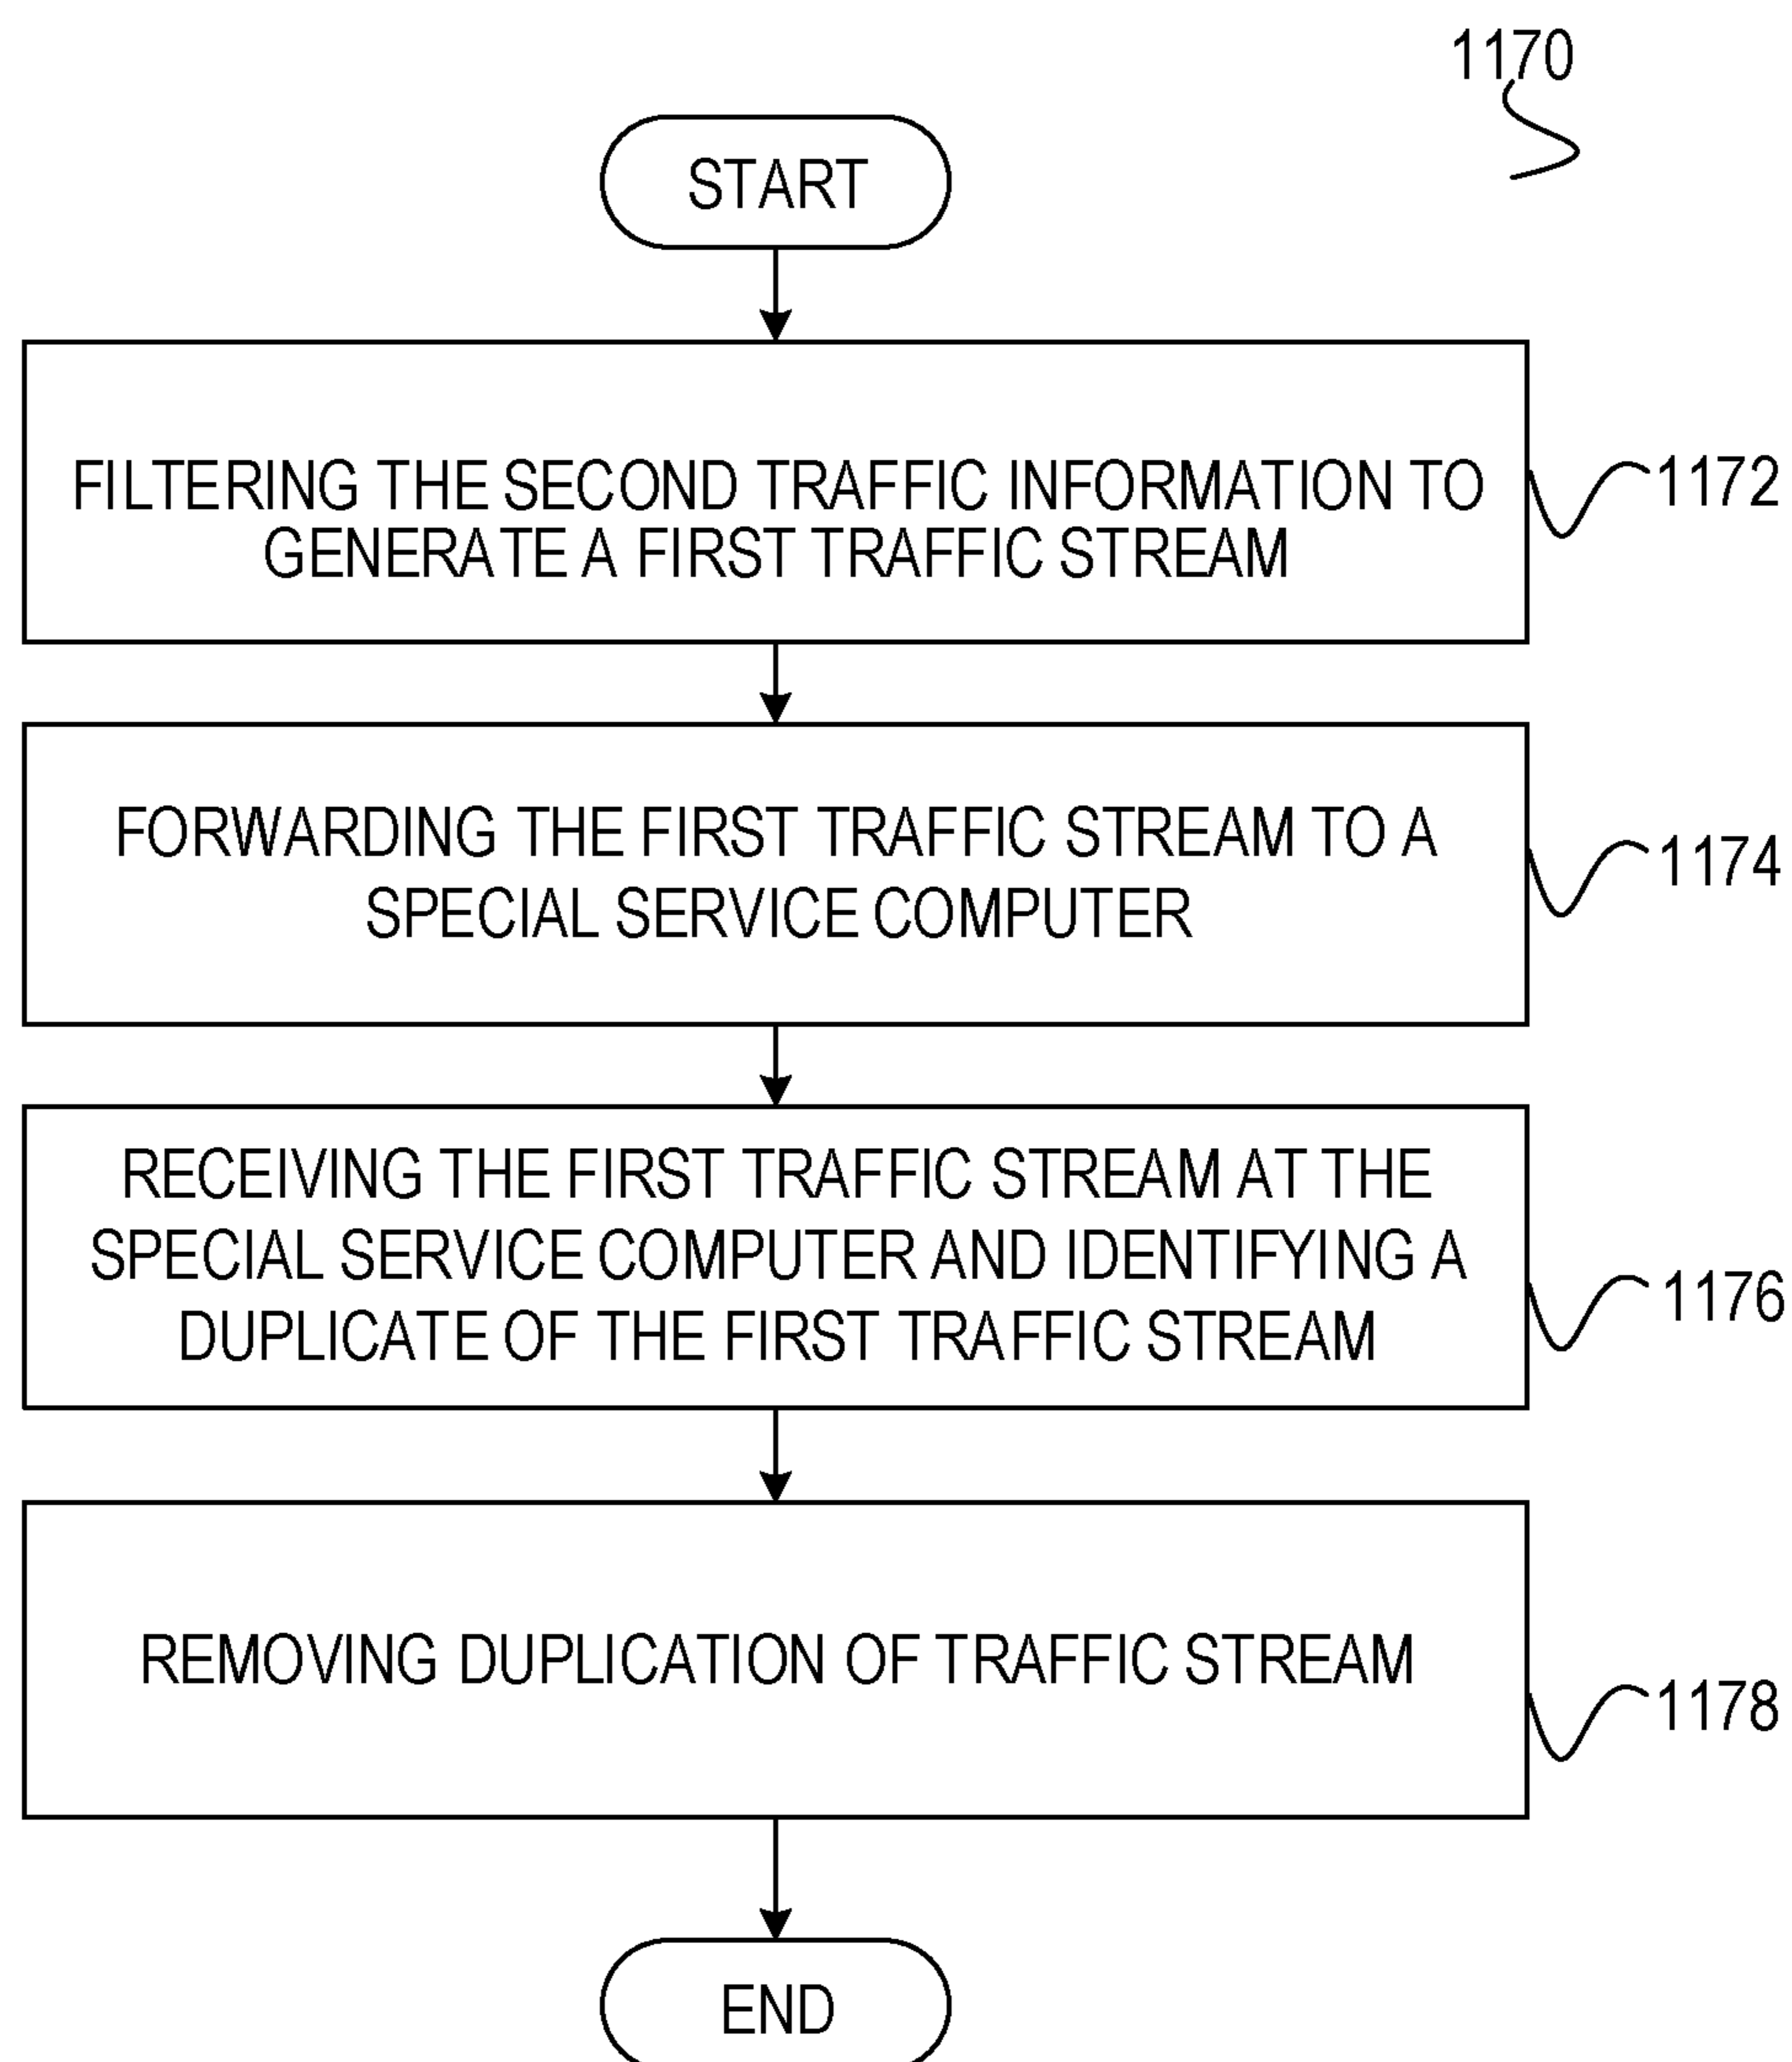 1170
START
FILTERING THE SECOND TRAFFIC INFORMATION TO
GENERATE A FIRST TRAFFIC STREAM
1172
FORWARDING THE FIRST TRAFFIC STREAM TO A
SPECIAL SERVICE COMPUTER
1174
RECEIVING THE FIRST TRAFFIC STREAM AT THE
SPECIAL SERVICE COMPUTER AND IDENTIFYING A
DUPLICATE OF THE FIRST TRAFFIC STREAM
1176
REMOVING DUPLICATION OF TRAFFIC STREAM
1178
END